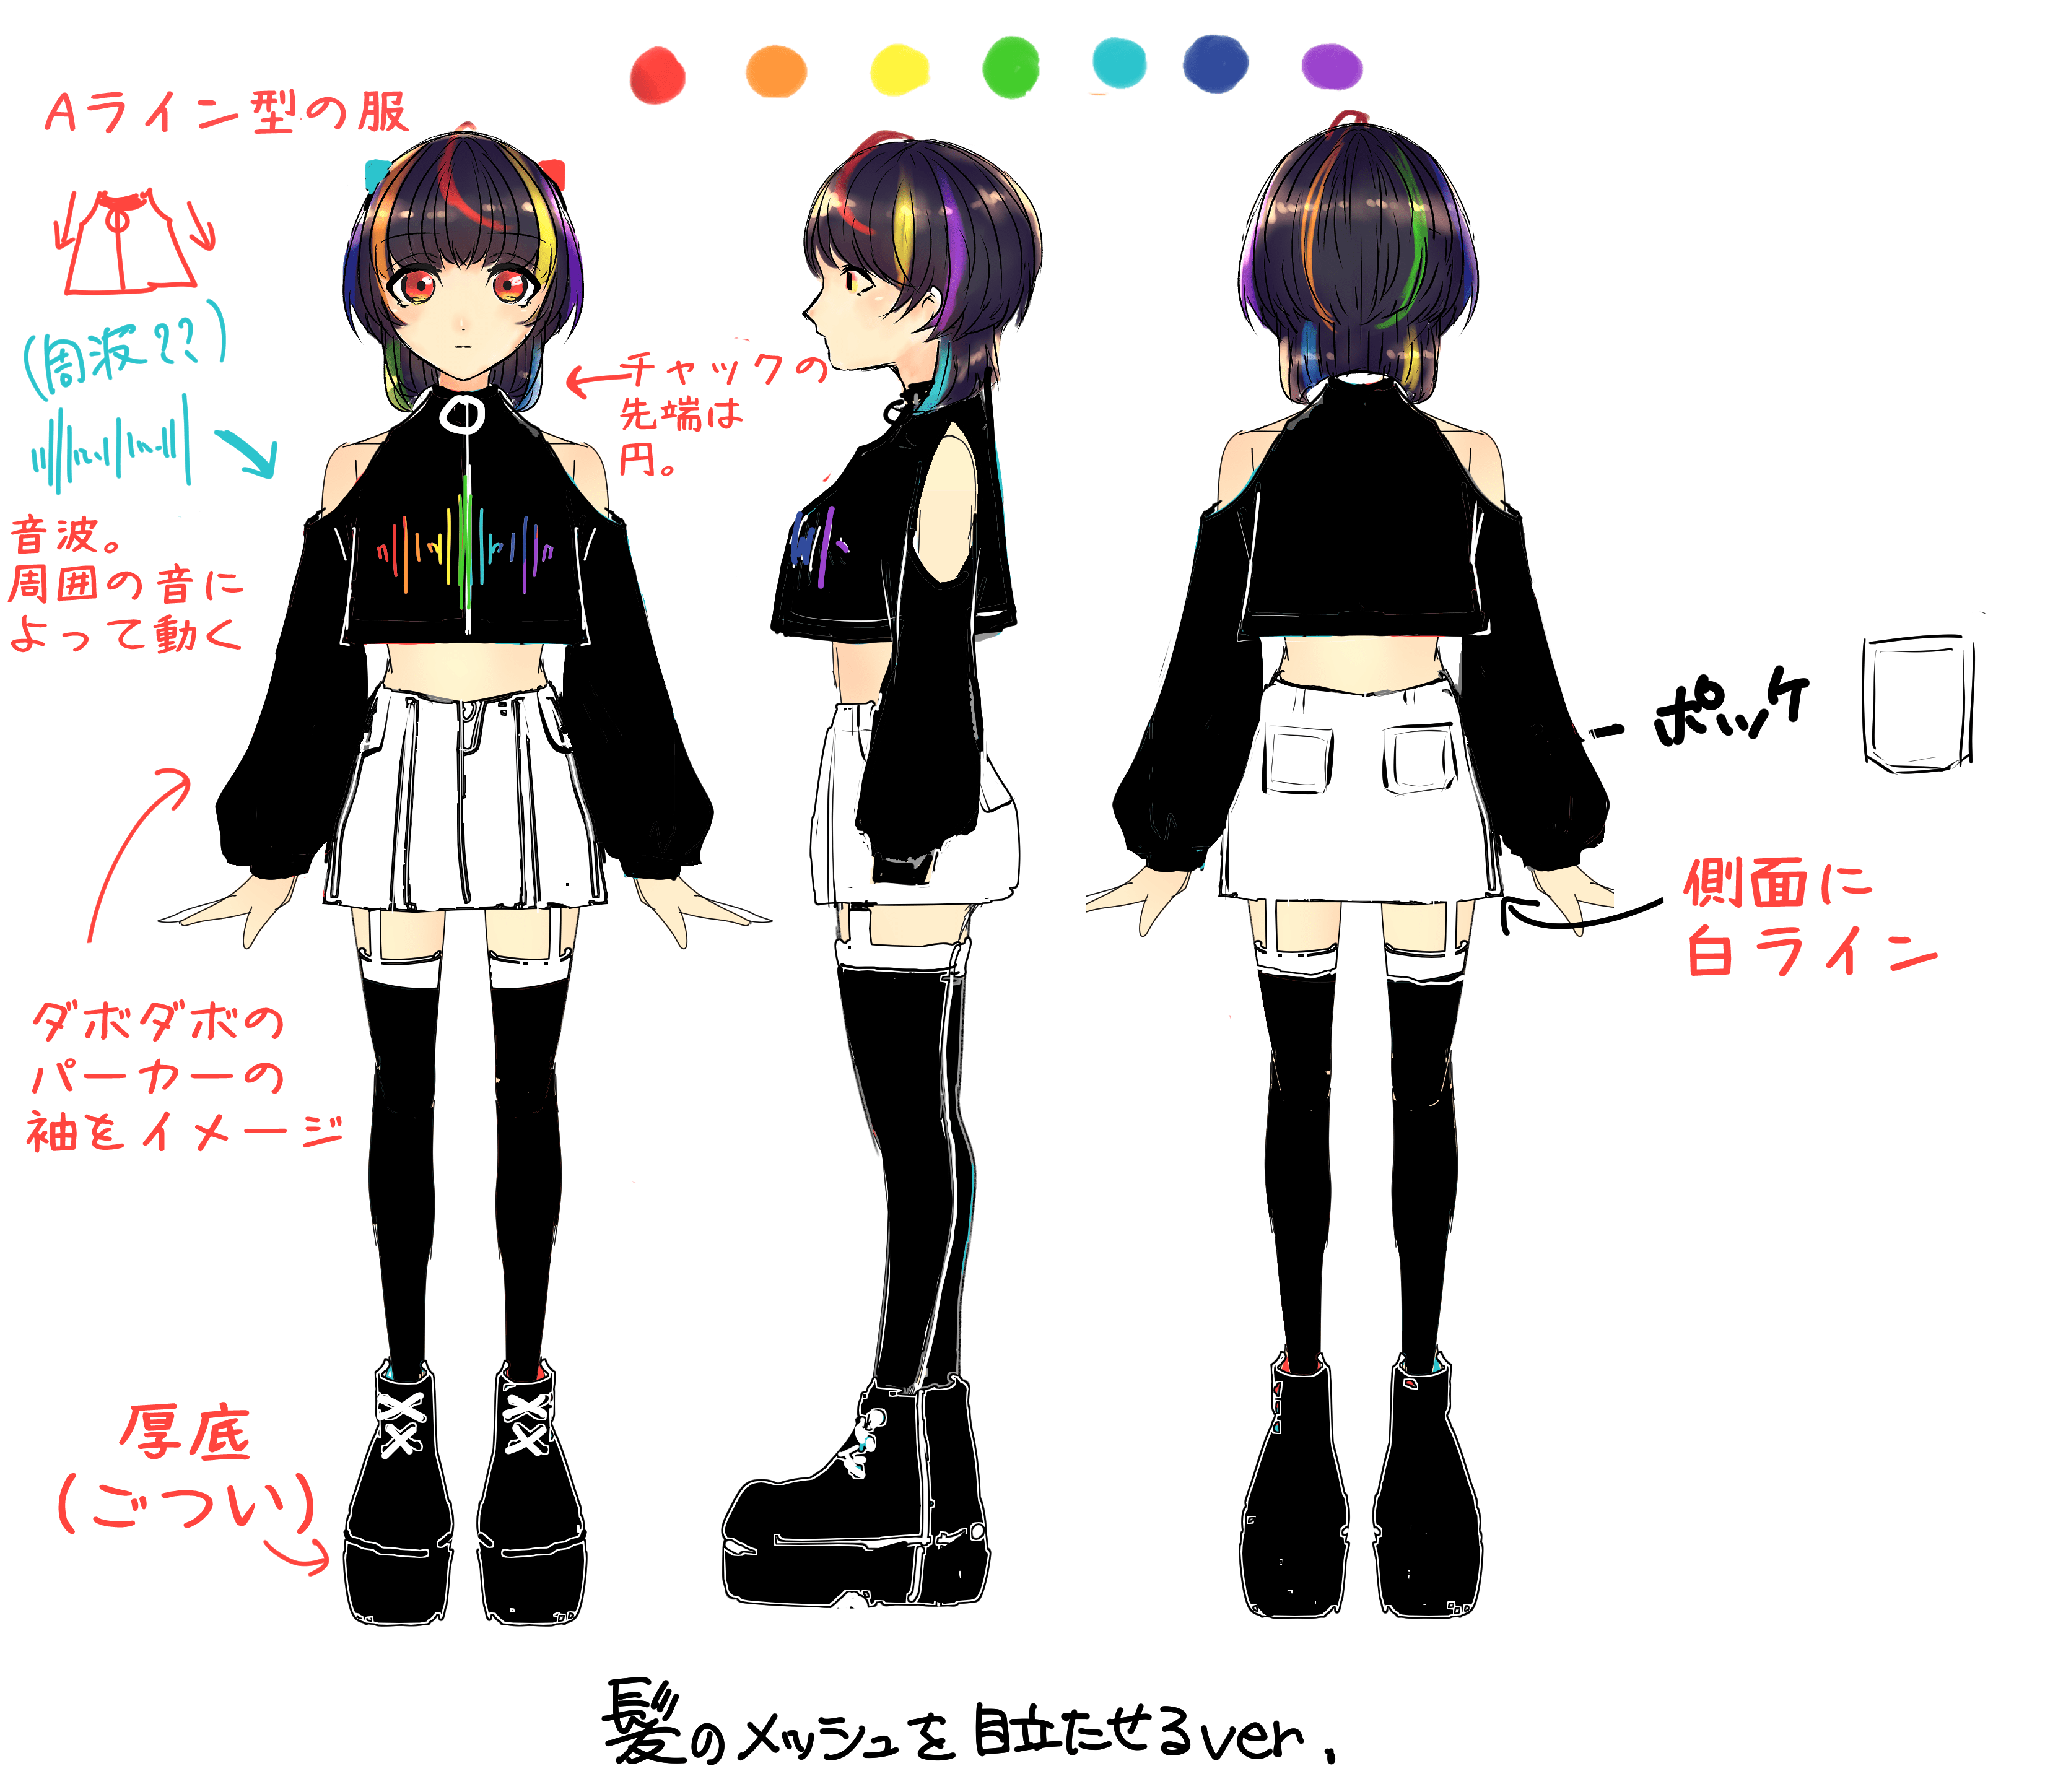 Aライン型の服
(周波??)
音波。
周囲の音に
よって動く
チャックの
先端は
円。
ポッケ
側面に
白ライン
ダボダボの
パーカーの
袖をイメージ
厚底
(ごつい)
髪のメッシュを目立たせるver.